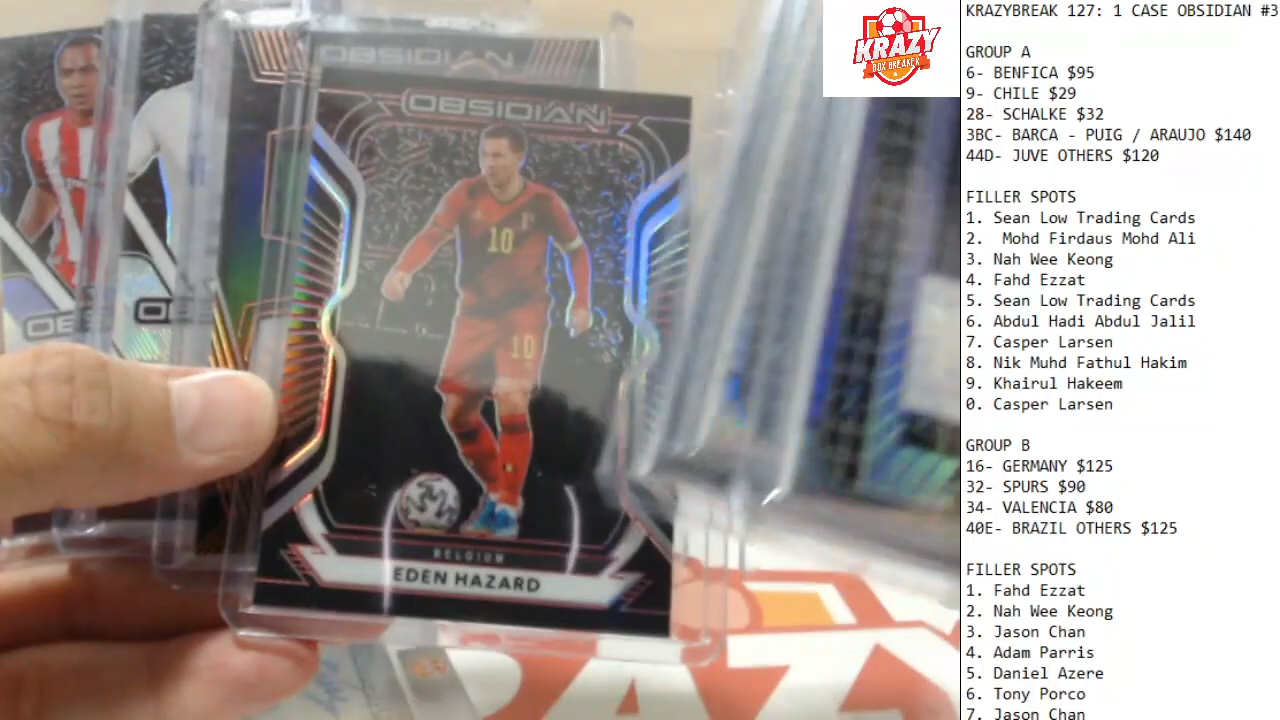 OBSIDIAN
OBSIDIAN
10
10
BELGIUM
EDEN HAZARD
KRAZY
BOX BREAKER
KRAZYBREAK 127: 1 CASE OBSIDIAN #3
GROUP A
6- BENFICA $95
9- CHILE $29
28- SCHALKE $32
3BC- BARCA - PUIG / ARAUJO $140
44D- JUVE OTHERS $120
FILLER SPOTS
1. Sean Low Trading Cards
2.  Mohd Firdaus Mohd Ali
3. Nah Wee Keong
4. Fahd Ezzat
5. Sean Low Trading Cards
6. Abdul Hadi Abdul Jalil
7. Casper Larsen
8. Nik Muhd Fathul Hakim
9. Khairul Hakeem
0. Casper Larsen
GROUP B
16- GERMANY $125
32- SPURS $90
34- VALENCIA $80
40E- BRAZIL OTHERS $125
FILLER SPOTS
1. Fahd Ezzat
2. Nah Wee Keong
3. Jason Chan
4. Adam Parris
5. Daniel Azere
6. Tony Porco
7. Jason Chan